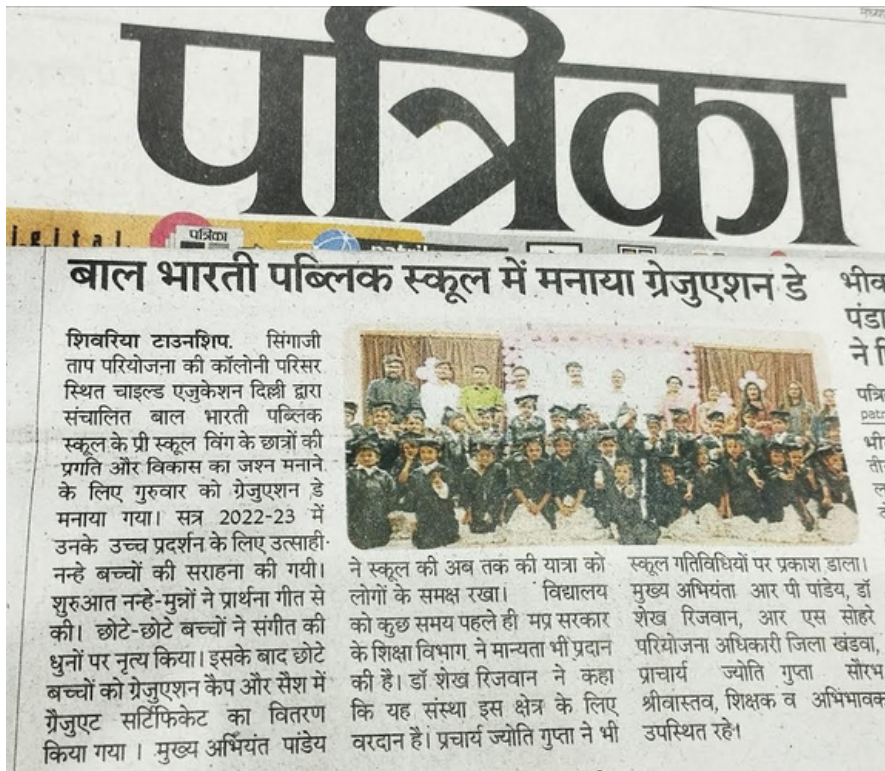 पत्रिका
igital
पत्रिका
बाल भारती पब्लिक स्कूल में मनाया ग्रेजुएशन डे
शिवरिया टाउनशिप. सिंगाजी
ताप परियोजना की कॉलोनी परिसर
स्थित चाइल्ड एजुकेशन दिल्ली द्वारा
संचालित बाल भारती पब्लिक
स्कूल के प्री स्कूल विंग के छात्रों की
प्रगति और विकास का जश्न मनाने
के लिए गुरुवार को ग्रेजुएशन डे
मनाया गया। सत्र 2022-23 में
उनके उच्च प्रदर्शन के लिए उत्साही
नन्हे बच्चों की सराहना की गयी।
शुरुआत नन्हे-मुन्नों ने प्रार्थना गीत से
की। छोटे-छोटे बच्चों ने संगीत की
धुनों पर नृत्य किया। इसके बाद छोटे
बच्चों को ग्रेजुएशन कैप और सैश में
ग्रैजुएट सर्टिफिकेट का वितरण
किया गया । मुख्य अभियंत पांडेय
ने स्कूल की अब तक की यात्रा को
लोगों के समक्ष रखा। विद्यालय
को कुछ समय पहले ही मप्र सरकार
के शिक्षा विभाग ने मान्यता भी प्रदान
की है। डॉ शेख रिजवान ने कहा
कि यह संस्था इस क्षेत्र के लिए
वरदान है। प्रचार्य ज्योति गुप्ता ने भी
स्कूल गतिविधियों पर प्रकाश डाला।
मुख्य अभियंता आर पी पांडेय, डॉ
शेख रिजवान, आर एस सोहरे
परियोजना अधिकारी जिला खंडवा,
प्राचार्य ज्योति गुप्ता सौरभ
श्रीवास्तव, शिक्षक व अभिभावक
उपस्थित रहे।
भीव
पंडा
ने
पत्रि
patr
भी